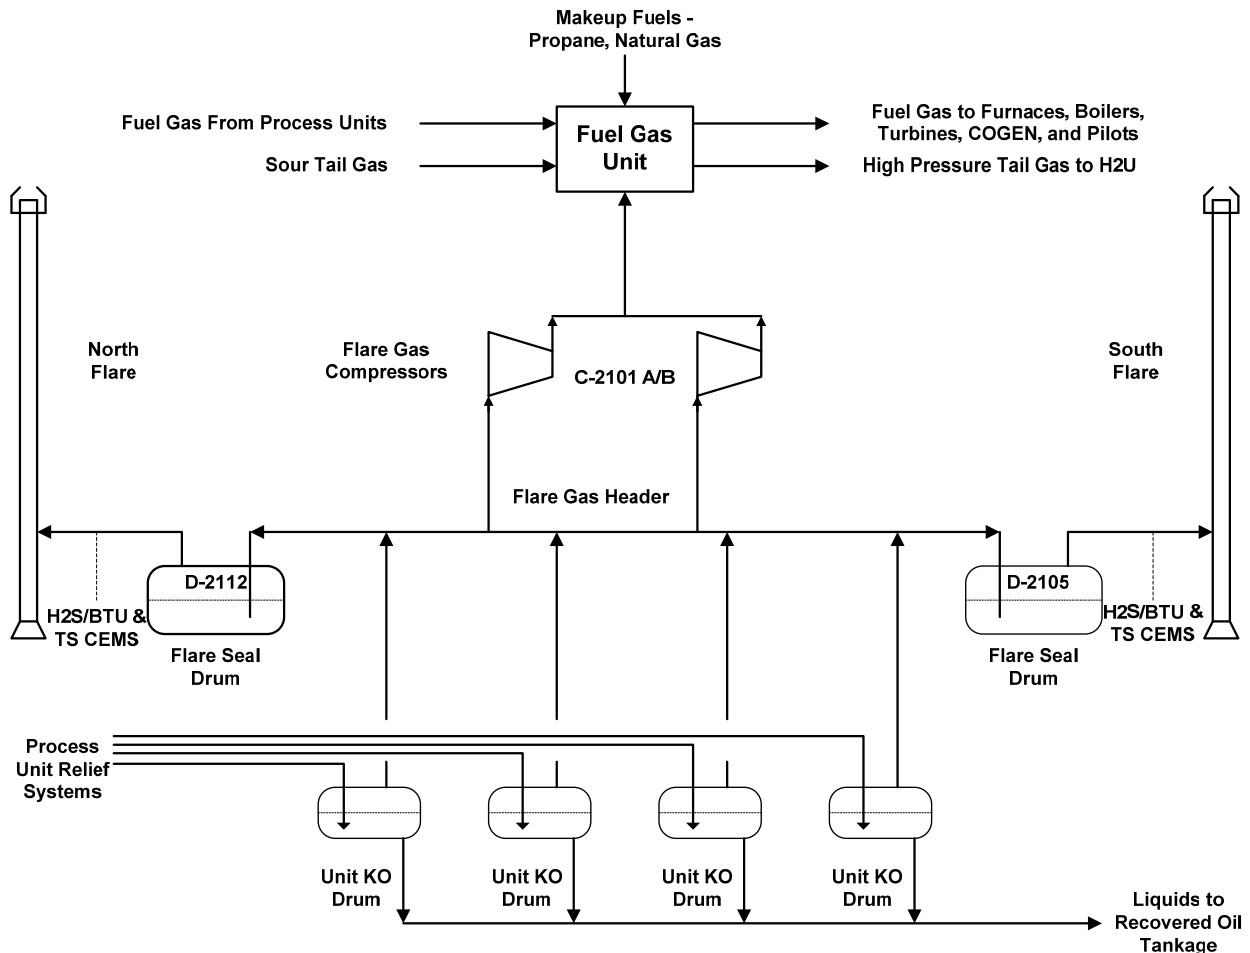 Makeup Fuels -
Propane, Natural Gas
Fuel Gas From Process Units
Sour Tail Gas
Fuel Gas
Unit
Fuel Gas to Furnaces, Boilers,
Turbines, COGEN, and Pilots
High Pressure Tail Gas to H2U
North
Flare
Flare Gas
Compressors
C-2101 A/B
South
Flare
Flare Gas Header
D-2112
H2S/BTU &
TS CEMS
Flare Seal
Drum
D-2105
H2S/BTU &
TS CEMS
Flare Seal
Drum
Process
Unit Relief
Systems
Unit KO
Drum
Unit KO
Drum
Unit KO
Drum
Unit KO
Drum
Liquids to
Recovered Oil
Tankage